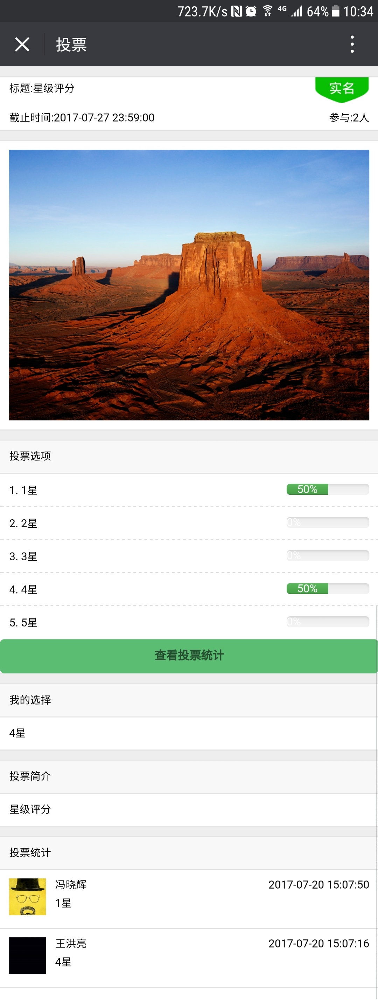 723.7K/s 4G 64% 10:34
投票
标题:星级评分
实名
截止时间:2017-07-27 23:59:00
参与:2人
投票选项
1. 1星
50%
2. 2星
0%
3. 3星
0%
4. 4星
50%
5. 5星
0%
查看投票统计
我的选择
4星
投票简介
星级评分
投票统计
冯晓辉
2017-07-20 15:07:50
1星
王洪亮
2017-07-20 15:07:16
4星